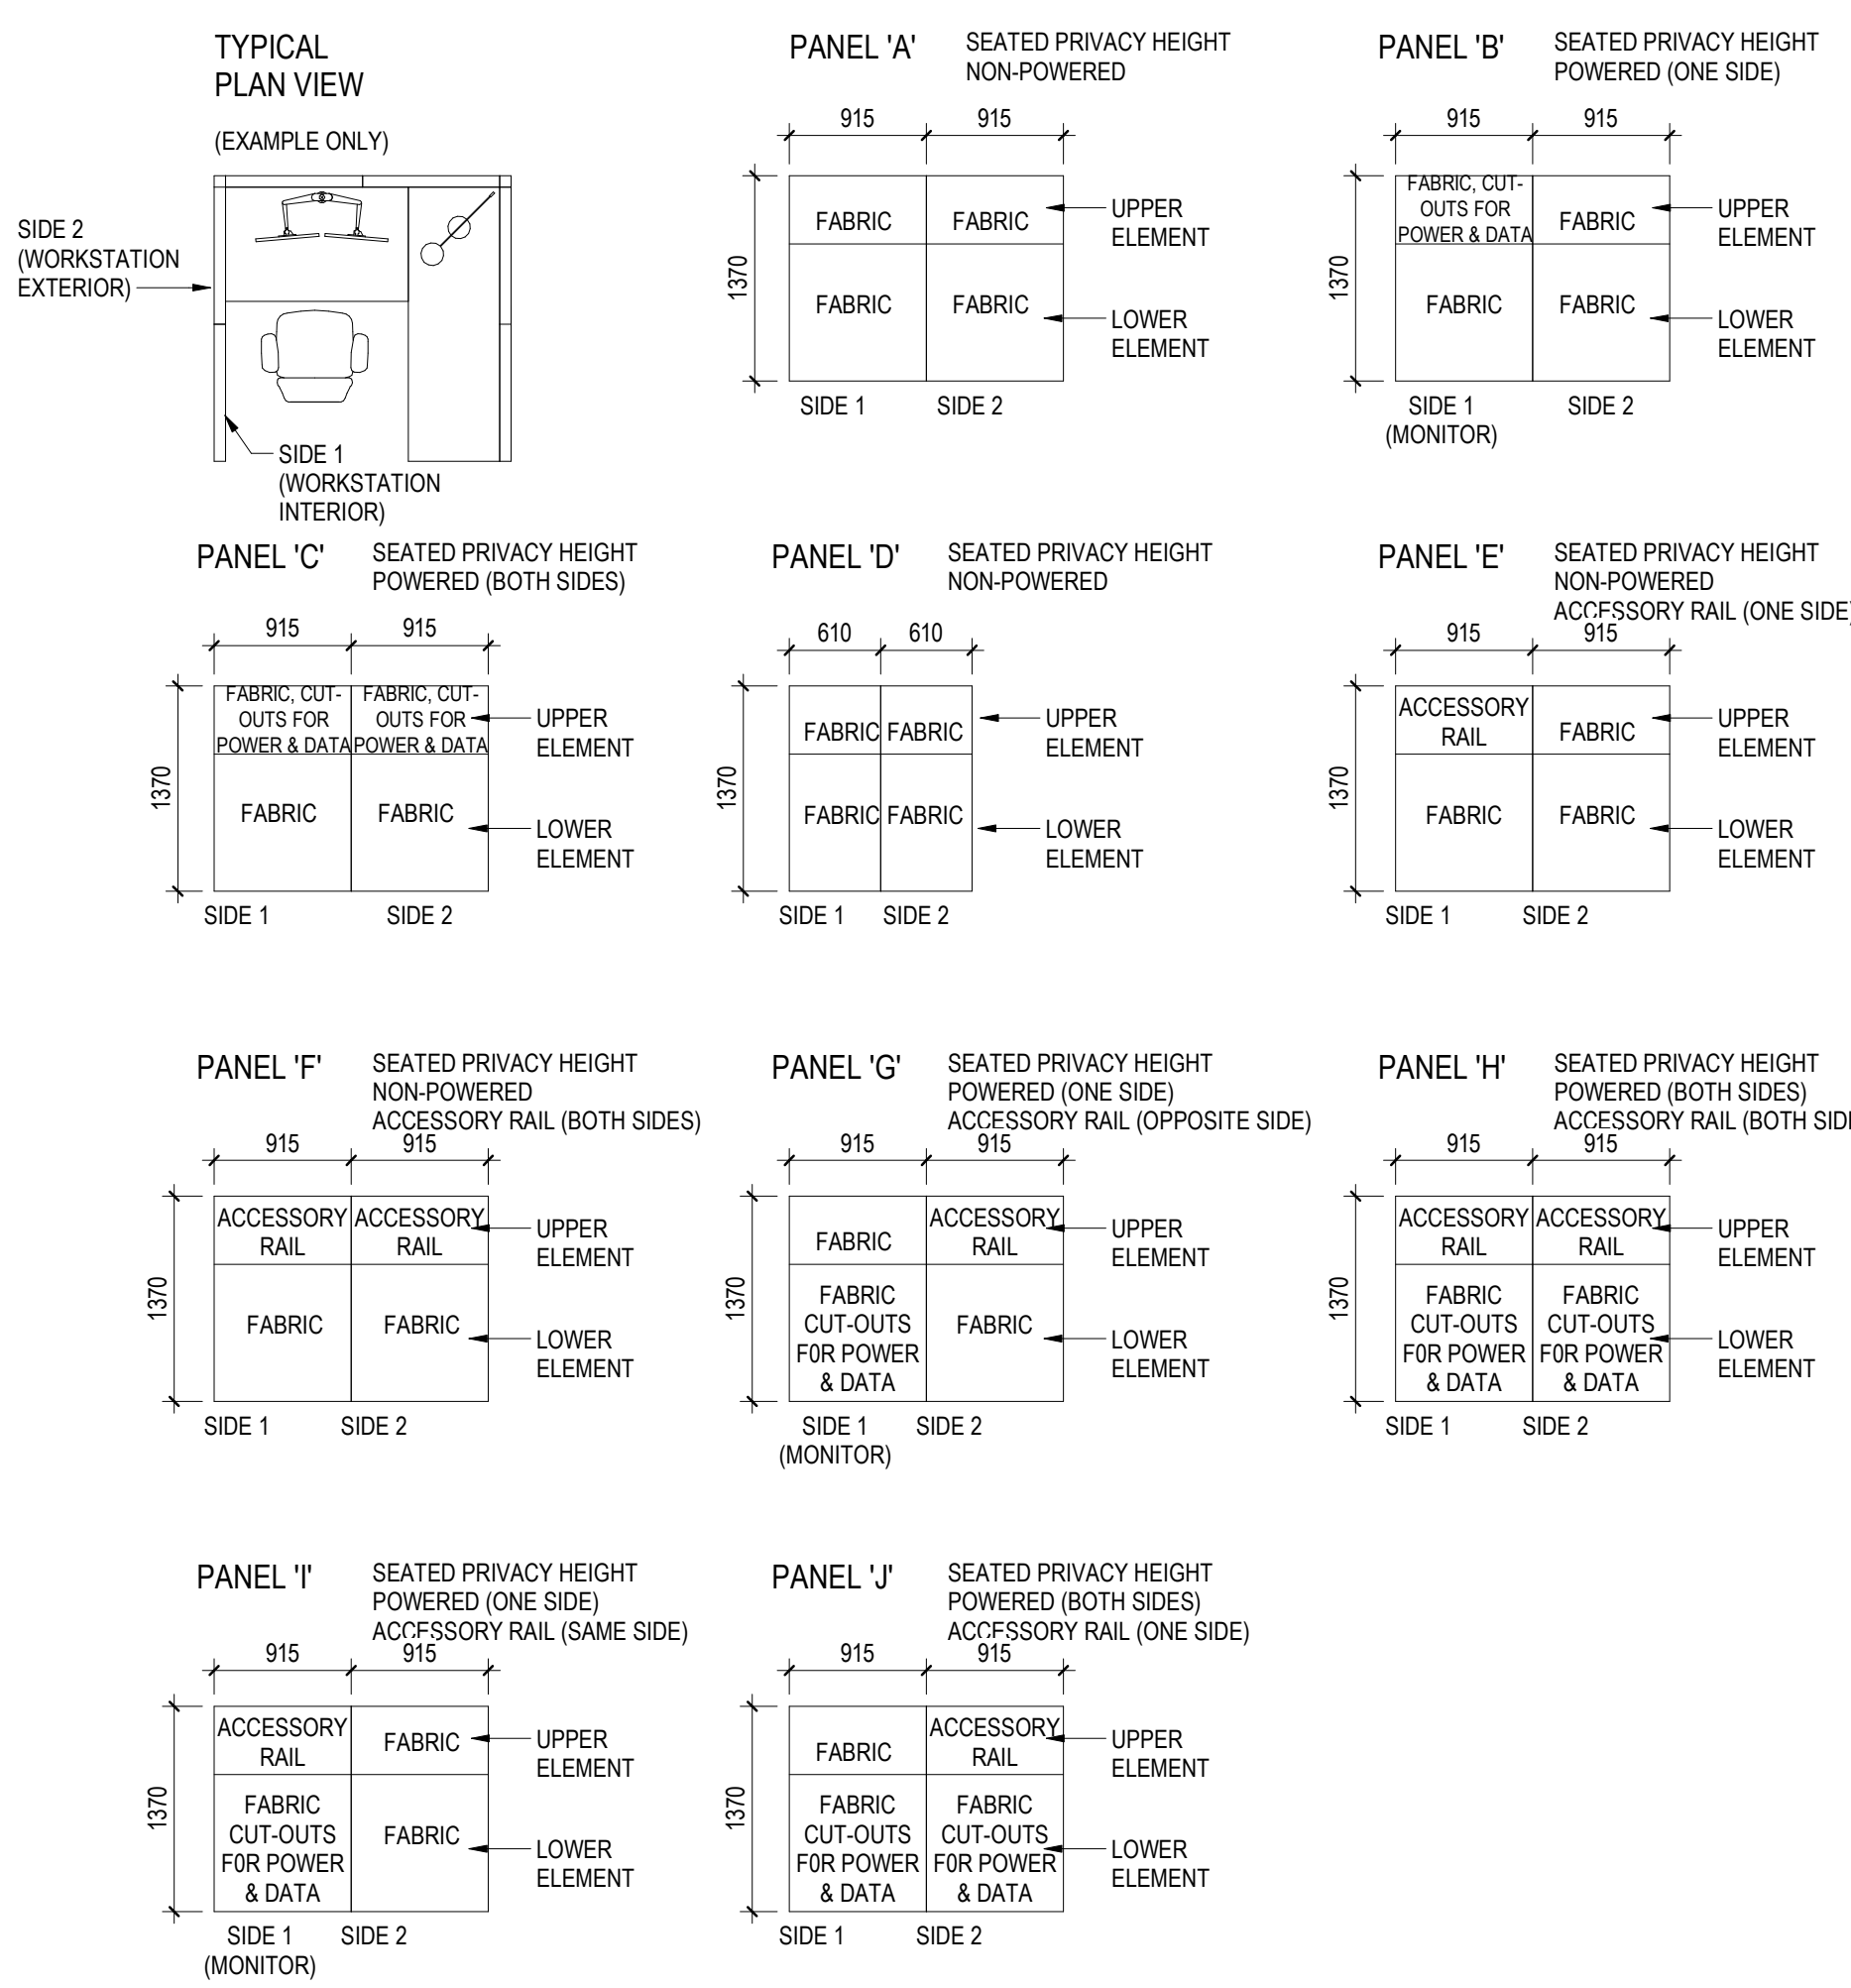 TYPICAL
PLAN VIEW
(EXAMPLE ONLY)
SIDE 2
(WORKSTATION
EXTERIOR)
SIDE 1
(WORKSTATION
INTERIOR)
PANEL 'A'
SEATED PRIVACY HEIGHT
NON-POWERED
915 915
1370
FABRIC FABRIC
UPPER
ELEMENT
FABRIC FABRIC
LOWER
ELEMENT
SIDE 1 SIDE 2
PANEL 'B'
SEATED PRIVACY HEIGHT
POWERED (ONE SIDE)
915 915
1370
FABRIC, CUT-
OUTS FOR
POWER & DATA
FABRIC
UPPER
ELEMENT
FABRIC FABRIC
LOWER
ELEMENT
SIDE 1
(MONITOR)
SIDE 2
PANEL 'C'
SEATED PRIVACY HEIGHT
POWERED (BOTH SIDES)
915 915
1370
FABRIC, CUT-
OUTS FOR
POWER & DATA
FABRIC, CUT-
OUTS FOR
POWER & DATA
UPPER
ELEMENT
FABRIC FABRIC
LOWER
ELEMENT
SIDE 1 SIDE 2
PANEL 'D'
SEATED PRIVACY HEIGHT
NON-POWERED
610 610
1370
FABRIC FABRIC
UPPER
ELEMENT
FABRIC FABRIC
LOWER
ELEMENT
SIDE 1 SIDE 2
PANEL 'E'
SEATED PRIVACY HEIGHT
NON-POWERED
ACCESSORY RAIL (ONE SIDE)
915 915
1370
ACCESSORY
RAIL
FABRIC
UPPER
ELEMENT
FABRIC FABRIC
LOWER
ELEMENT
SIDE 1 SIDE 2
PANEL 'F'
SEATED PRIVACY HEIGHT
NON-POWERED
ACCESSORY RAIL (BOTH SIDES)
915 915
1370
ACCESSORY
RAIL
ACCESSORY
RAIL
UPPER
ELEMENT
FABRIC FABRIC
LOWER
ELEMENT
SIDE 1 SIDE 2
PANEL 'G'
SEATED PRIVACY HEIGHT
POWERED (ONE SIDE)
ACCESSORY RAIL (OPPOSITE SIDE)
915 915
1370
FABRIC
ACCESSORY
RAIL
UPPER
ELEMENT
FABRIC
CUT-OUTS
F0R POWER
& DATA
FABRIC
LOWER
ELEMENT
SIDE 1
(MONITOR)
SIDE 2
PANEL 'H'
SEATED PRIVACY HEIGHT
POWERED (BOTH SIDES)
ACCESSORY RAIL (BOTH
915 915
1370
ACCESSORY
RAIL
ACCESSORY
RAIL
UPPER
ELEMENT
FABRIC
CUT-OUTS
F0R POWER
& DATA
FABRIC
CUT-OUTS
F0R POWER
& DATA
LOWER
ELEMENT
SIDE 1 SIDE 2
PANEL 'I'
SEATED PRIVACY HEIGHT
POWERED (ONE SIDE)
ACCESSORY RAIL (SAME SIDE)
915 915
1370
ACCESSORY
RAIL
FABRIC
UPPER
ELEMENT
FABRIC
CUT-OUTS
F0R POWER
& DATA
FABRIC
LOWER
ELEMENT
SIDE 1
(MONITOR)
SIDE 2
PANEL 'J'
SEATED PRIVACY HEIGHT
POWERED (BOTH SIDES)
ACCESSORY RAIL (ONE SIDE)
915 915
1370
FABRIC
ACCESSORY
RAIL
UPPER
ELEMENT
FABRIC
CUT-OUTS
F0R POWER
& DATA
FABRIC
CUT-OUTS
F0R POWER
& DATA
LOWER
ELEMENT
SIDE 1 SIDE 2